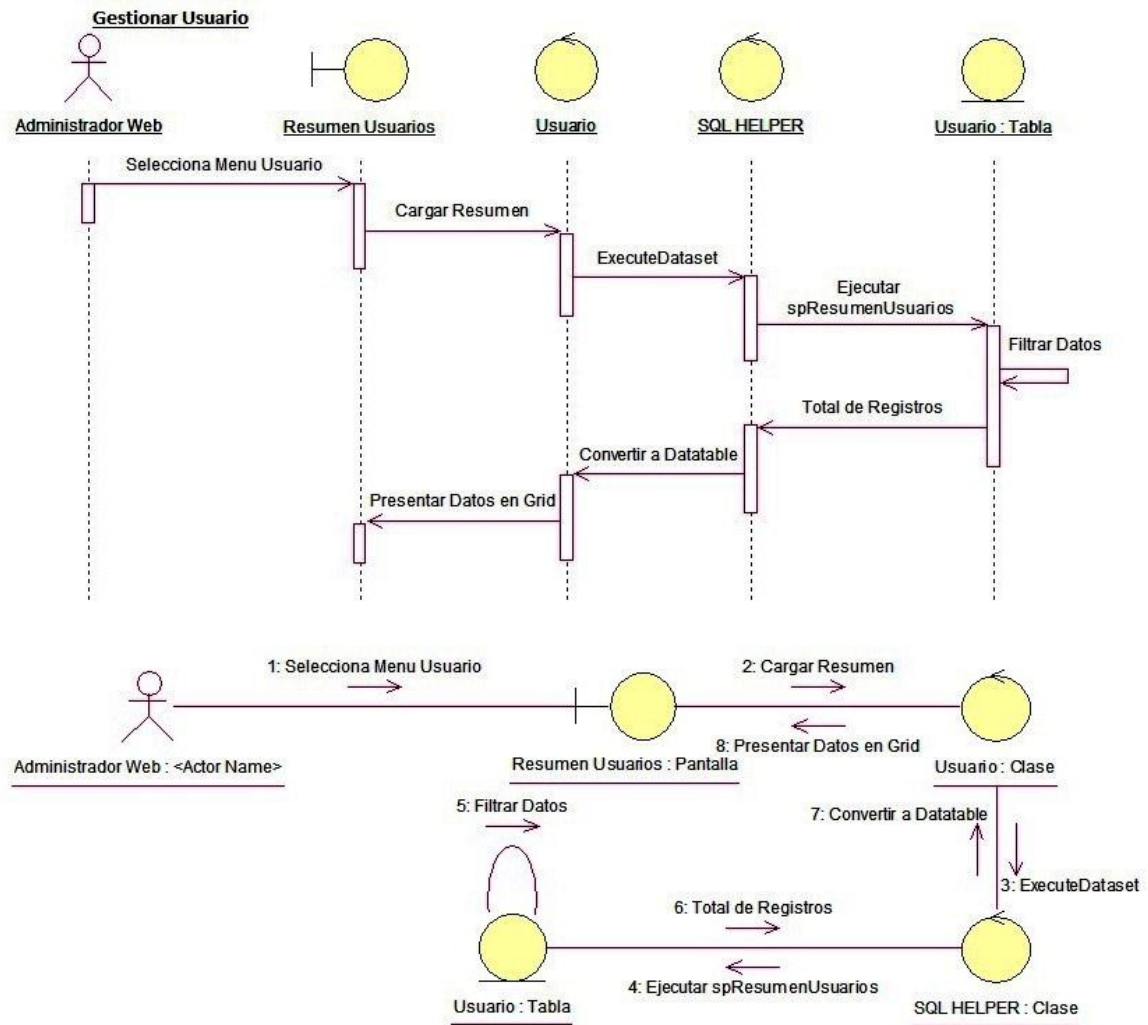 Gestionar Usuario
Administrador Web
Resumen Usuarios
Usuario
SQL HELPER
Usuario : Tabla
Selecciona Menu Usuario
Cargar Resumen
ExecuteDataset
Ejecutar
spResumenUsuarios
Filtrar Datos
Total de Registros
Convertir a Datatable
Presentar Datos en Grid
1: Selecciona Menu Usuario
2: Cargar Resumen
8: Presentar Datos en Grid
Administrador Web : <Actor Name>
Resumen Usuarios : Pantalla
Usuario : Clase
5: Filtrar Datos
7: Convertir a Datatable
3: ExecuteDataset
6: Total de Registros
4: Ejecutar spResumenUsuarios
Usuario : Tabla
SQL HELPER : Clase